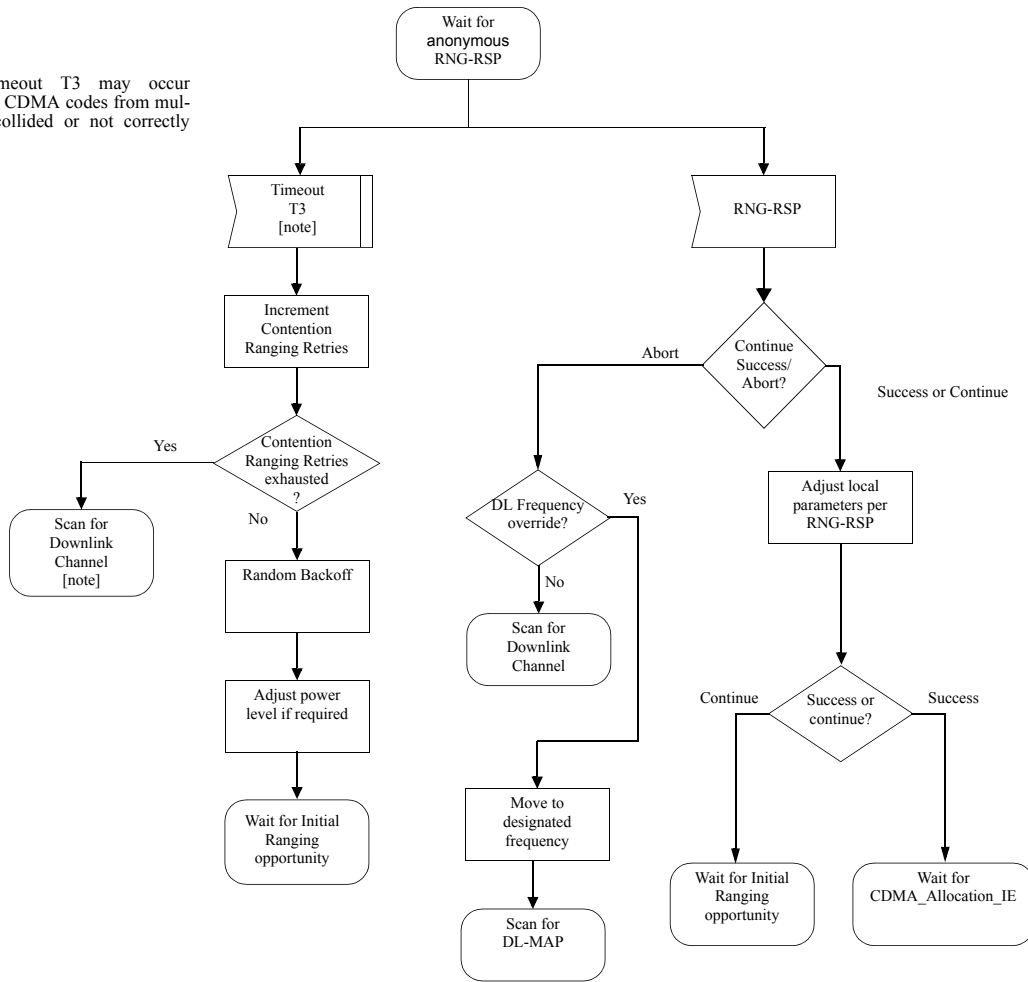 Wait for
anonymous
RNG-RSP
meout T3 may occur
CDMA codes from mul-
collided or not correctly
Timeout
T3
[note]
RNG-RSP
Increment
Contention
Ranging Retries
Continue
Success/
Abort?
Abort
Success or Continue
Contention
Ranging Retries
exhausted
?
Yes
No
Scan for
Downlink
Channel
[note]
DL Frequency
override?
Yes
No
Adjust local
parameters per
RNG-RSP
Random Backoff
Scan for
Downlink
Channel
Adjust power
level if required
Continue
Success or
continue?
Success
Wait for Initial
Ranging
opportunity
Move to
designated
frequency
Wait for Initial
Ranging
opportunity
Wait for
CDMA_Allocation_IE
Scan for
DL-MAP